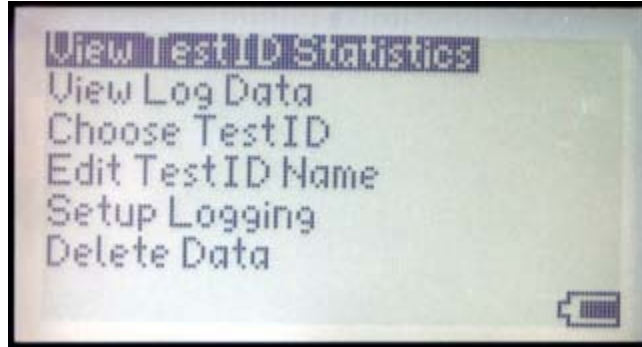 View TestID Statistics
View Log Data
Choose TestID
Edit TestID Name
Setup Logging
Delete Data